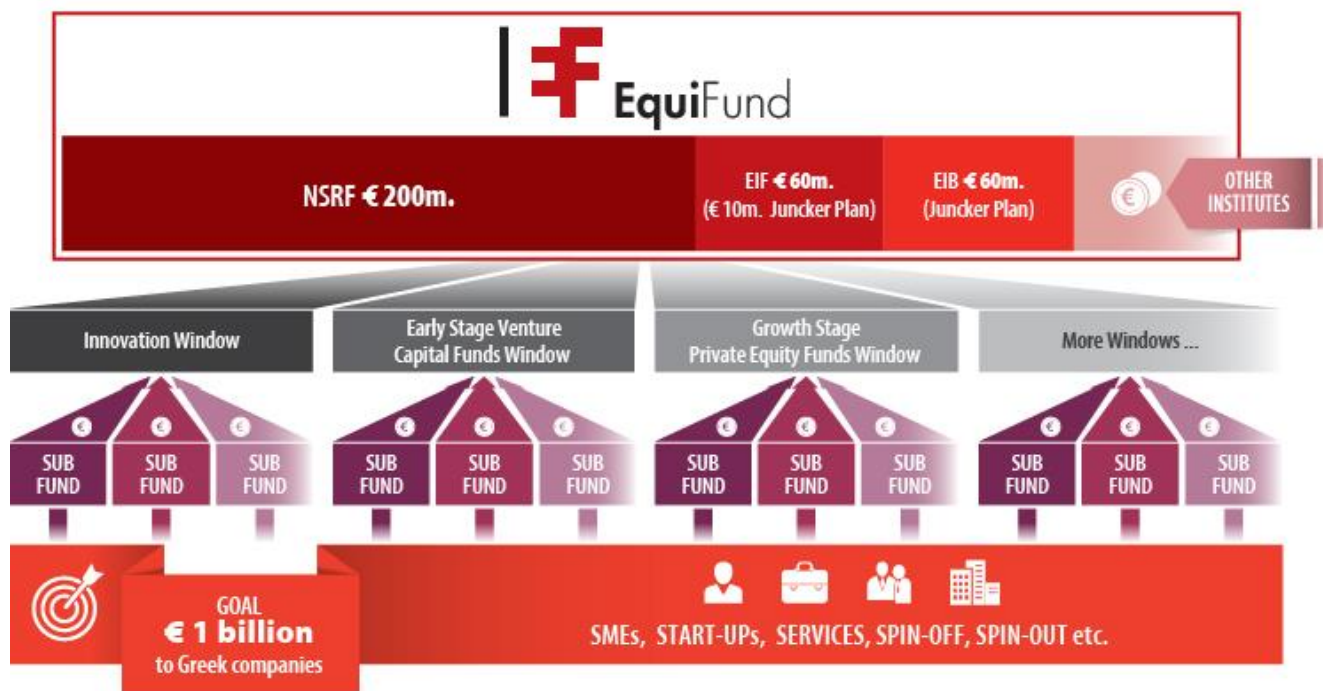 EquiFund
NSRF € 200m.
EIF € 60m.
(€ 10m. Juncker Plan)
EIB € 60m.
(Juncker Plan)
€
OTHER
INSTITUTES
Innovation Window
Early Stage Venture
Capital Funds Window
Growth Stage
Private Equity Funds Window
More Windows ...
€ € € € € € € € € € € €
SUB
FUND
SUB
FUND
SUB
FUND
SUB
FUND
SUB
FUND
SUB
FUND
SUB
FUND
SUB
FUND
SUB
FUND
SUB
FUND
SUB
FUND
SUB
FUND
GOAL
€ 1 billion
to Greek companies
SMEs, START-UPs, SERVICES, SPIN-OFF, SPIN-OUT etc.